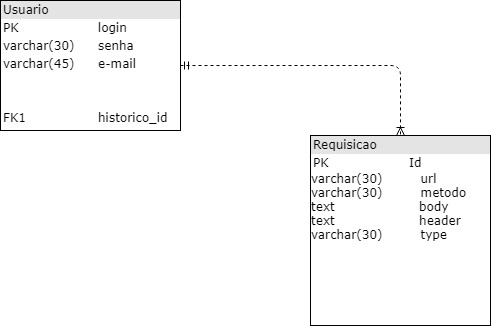 Usuario
PK login
varchar(30) senha
varchar(45) e-mail
FK1 historico_id
Requisicao
PK Id
varchar(30) url
varchar(30) metodo
text body
text header
varchar(30) type